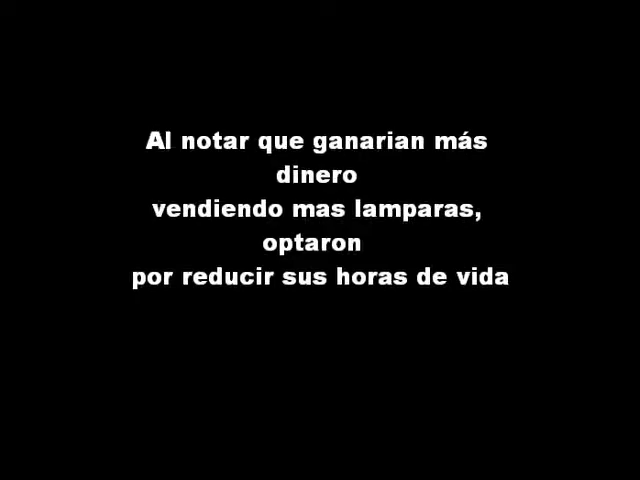 Al notar que ganarian más
dinero
vendiendo mas lamparas,
optaron
por reducir sus horas de vida